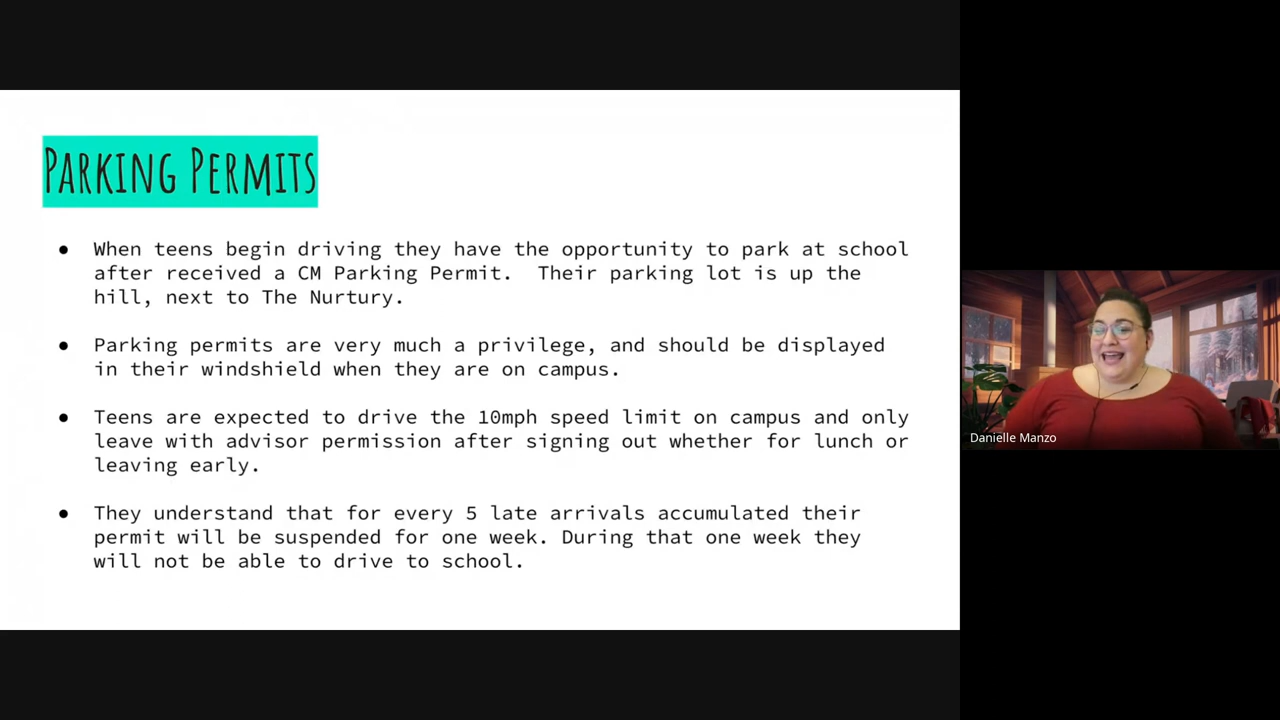 Parking Permits
● When teens begin driving they have the opportunity to park at school
after received a CM Parking Permit.  Their parking lot is up the
hill, next to The Nurtury.
● Parking permits are very much a privilege, and should be displayed
in their windshield when they are on campus.
● Teens are expected to drive the 10mph speed limit on campus and only
leave with advisor permission after signing out whether for lunch or
leaving early.
● They understand that for every 5 late arrivals accumulated their
permit will be suspended for one week. During that one week they
will not be able to drive to school.
Danielle Manzo